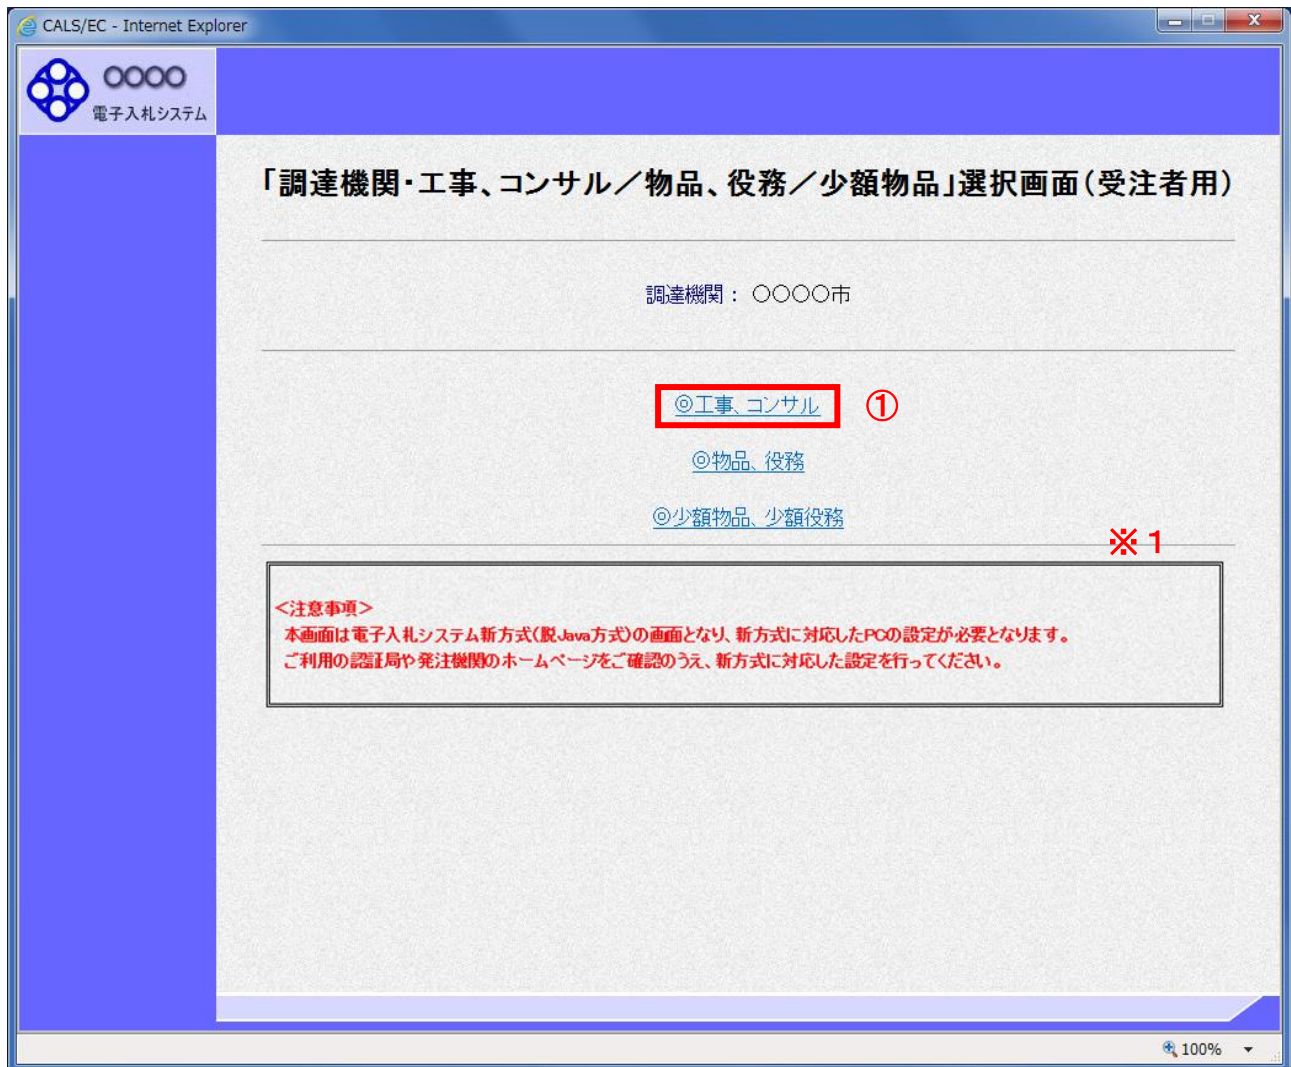 CALS/EC - Internet Explorer
○○○○
電子入札システム
「調達機関・工事、コンサル／物品、役務／少額物品」選択画面(受注者用)
調達機関： ○○○○市
◎工事、コンサル ①
◎物品、役務
◎少額物品、少額役務
※1
＜注意事項＞
本画面は電子入札システム新方式(脱Java方式)の画面となり、新方式に対応したPCの設定が必要となります。
ご利用の認証局や発注機関のホームページをご確認のうえ、新方式に対応した設定を行ってください。
100%